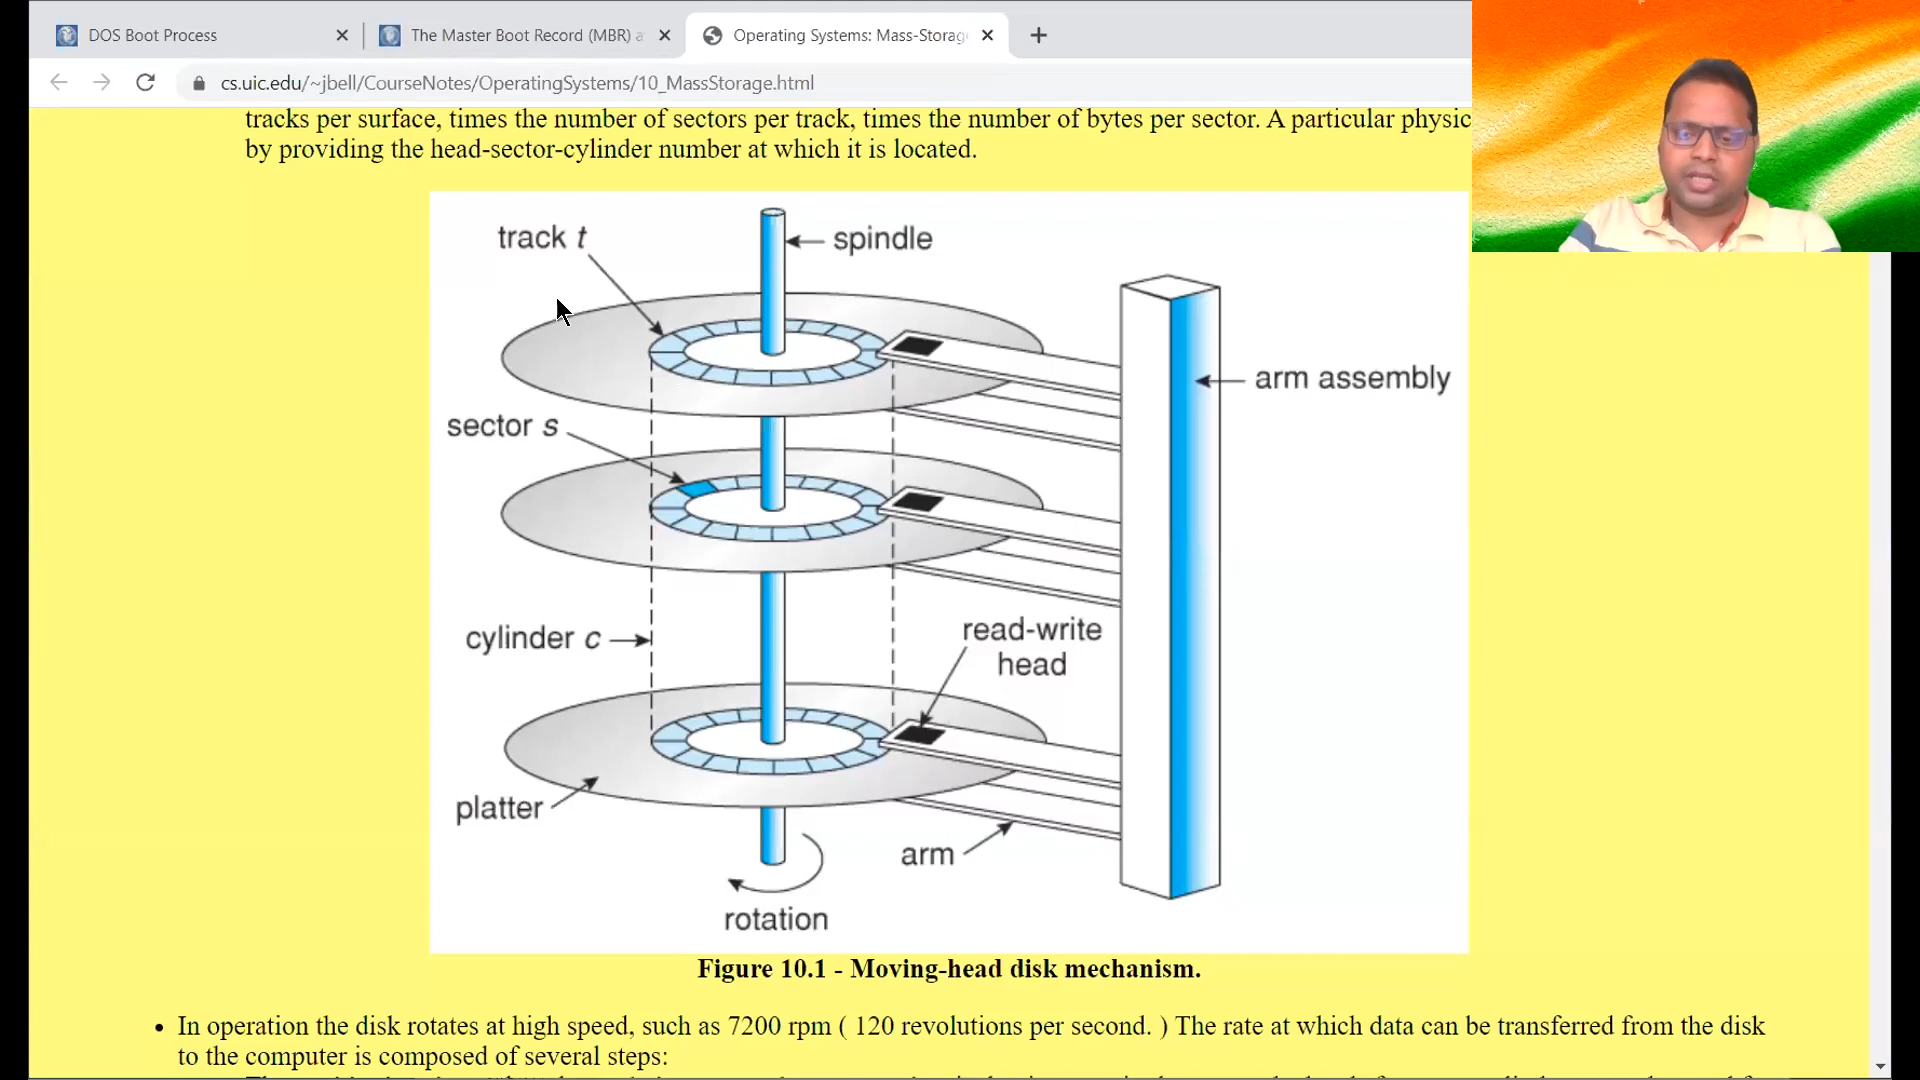 DOS Boot Process
The Master Boot Record (MBR) a
Operating Systems: Mass-Storag
cs.uic.edu/~jbell/CourseNotes/OperatingSystems/10_MassStorage.html
tracks per surface, times the number of sectors per track, times the number of bytes per sector. A particular physic
by providing the head-sector-cylinder number at which it is located.
track t
spindle
arm assembly
sector s
cylinder c
read-write
head
platter
arm
rotation
Figure 10.1 - Moving-head disk mechanism.
• In operation the disk rotates at high speed, such as 7200 rpm ( 120 revolutions per second. ) The rate at which data can be transferred from the disk
to the computer is composed of several steps: